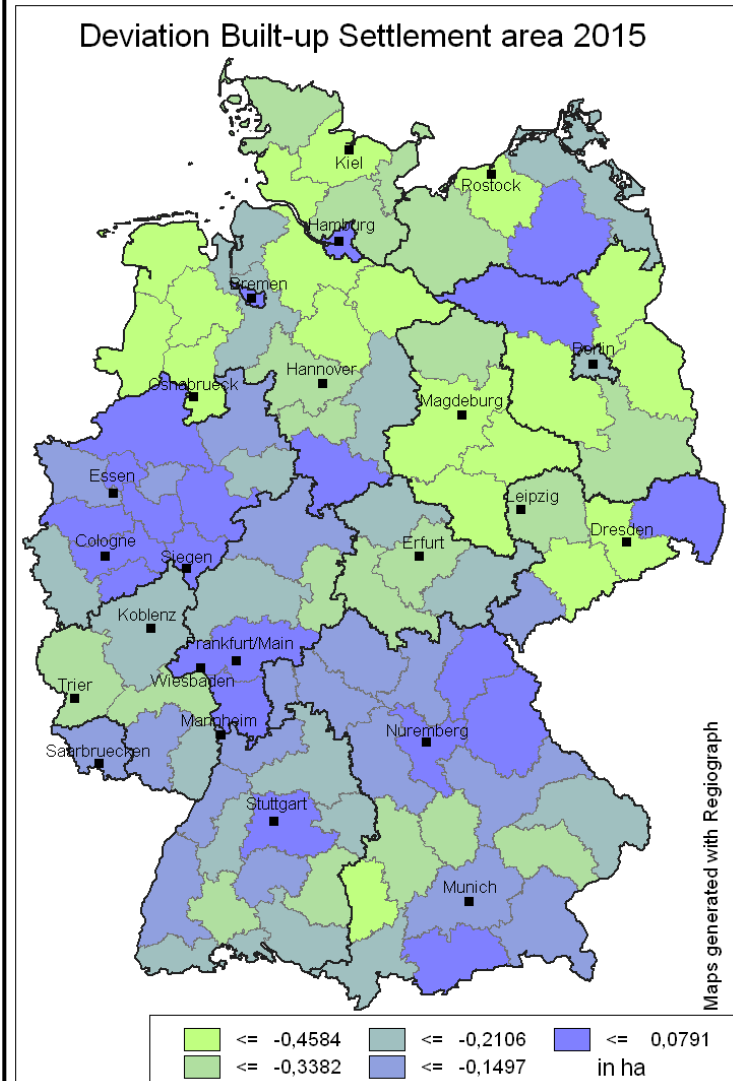 Deviation Built-up Settlement area 2015
Kiel
Rostock
Hamburg
Bremen
Berlin
Osnabrueck
Hannover
Magdeburg
Essen
Leipzig
Cologne
Siegen
Erfurt
Dresden
Koblenz
Frankfurt/Main
Wiesbaden
Trier
Mannheim
Saarbruecken
Nuremberg
Stuttgart
Munich
Maps generated with Regiograph
<= -0,4584 <= -0,2106 <= 0,0791
<= -0,3382 <= -0,1497 in ha